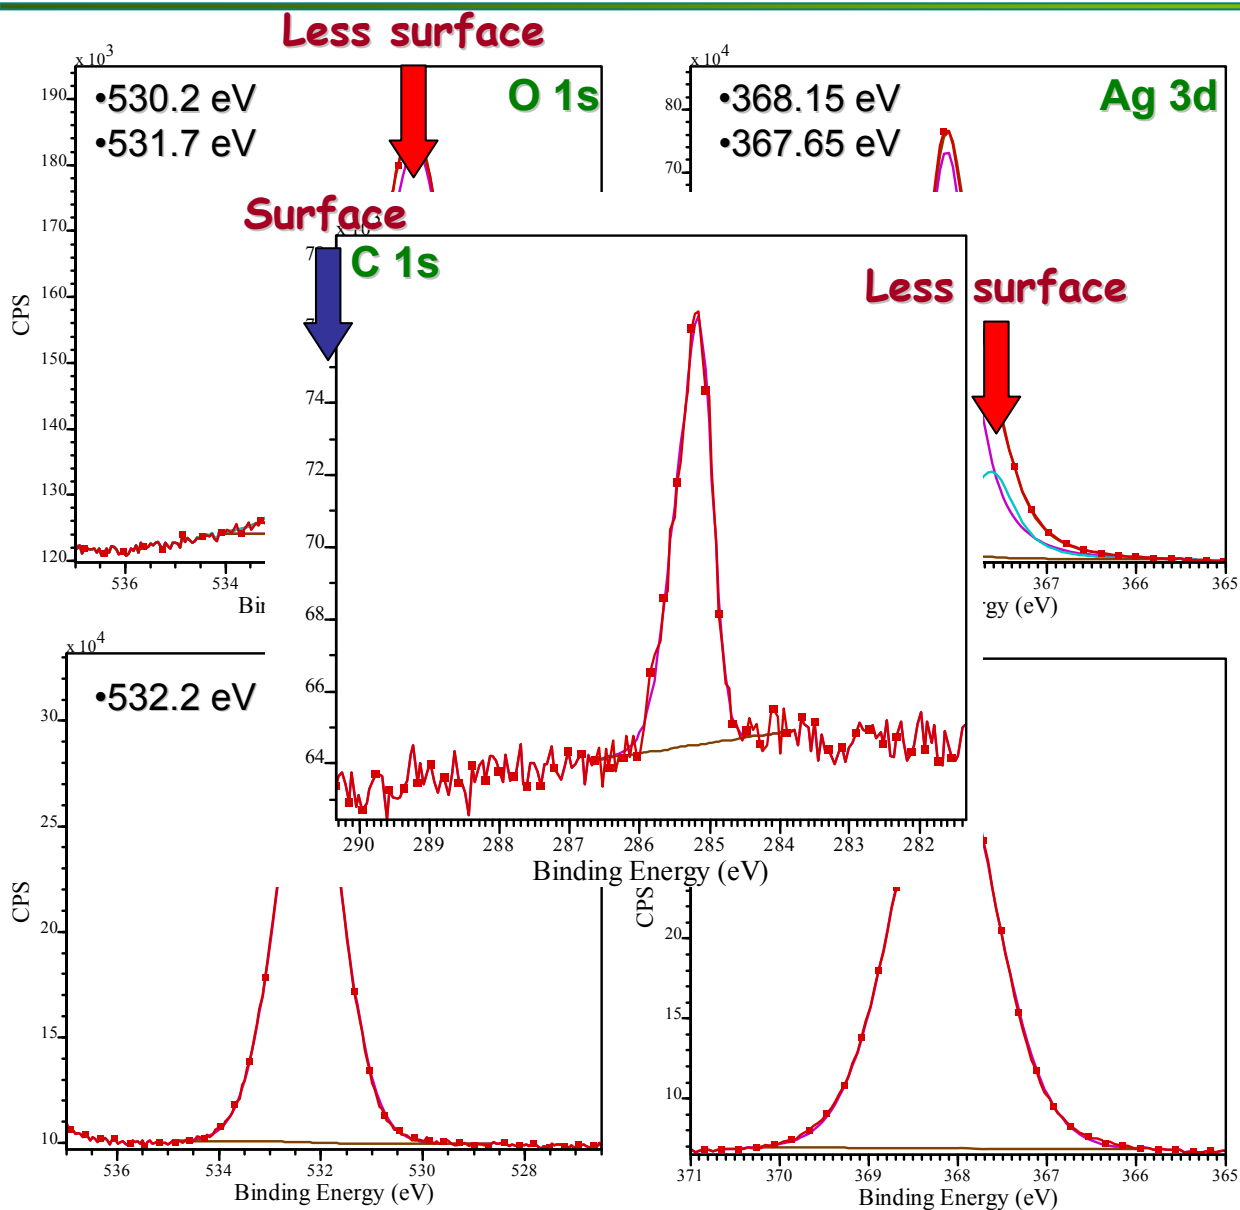 Less surface
x 10³
O 1s
•530.2 eV
•531.7 eV
190
180
170
160
150
140
130
120
CPS
536
534
x 10⁴
Ag 3d
•368.15 eV
•367.65 eV
80
70
Less surface
367
366
365
gy (eV)
Surface
C 1s
74
72
70
68
66
64
290
289
288
287
286
285
284
283
282
Binding Energy (eV)
x 10⁴
•532.2 eV
30
25
20
15
10
CPS
536
534
532
530
528
Binding Energy (eV)
CPS
20
15
10
371
370
369
368
367
366
365
Binding Energy (eV)